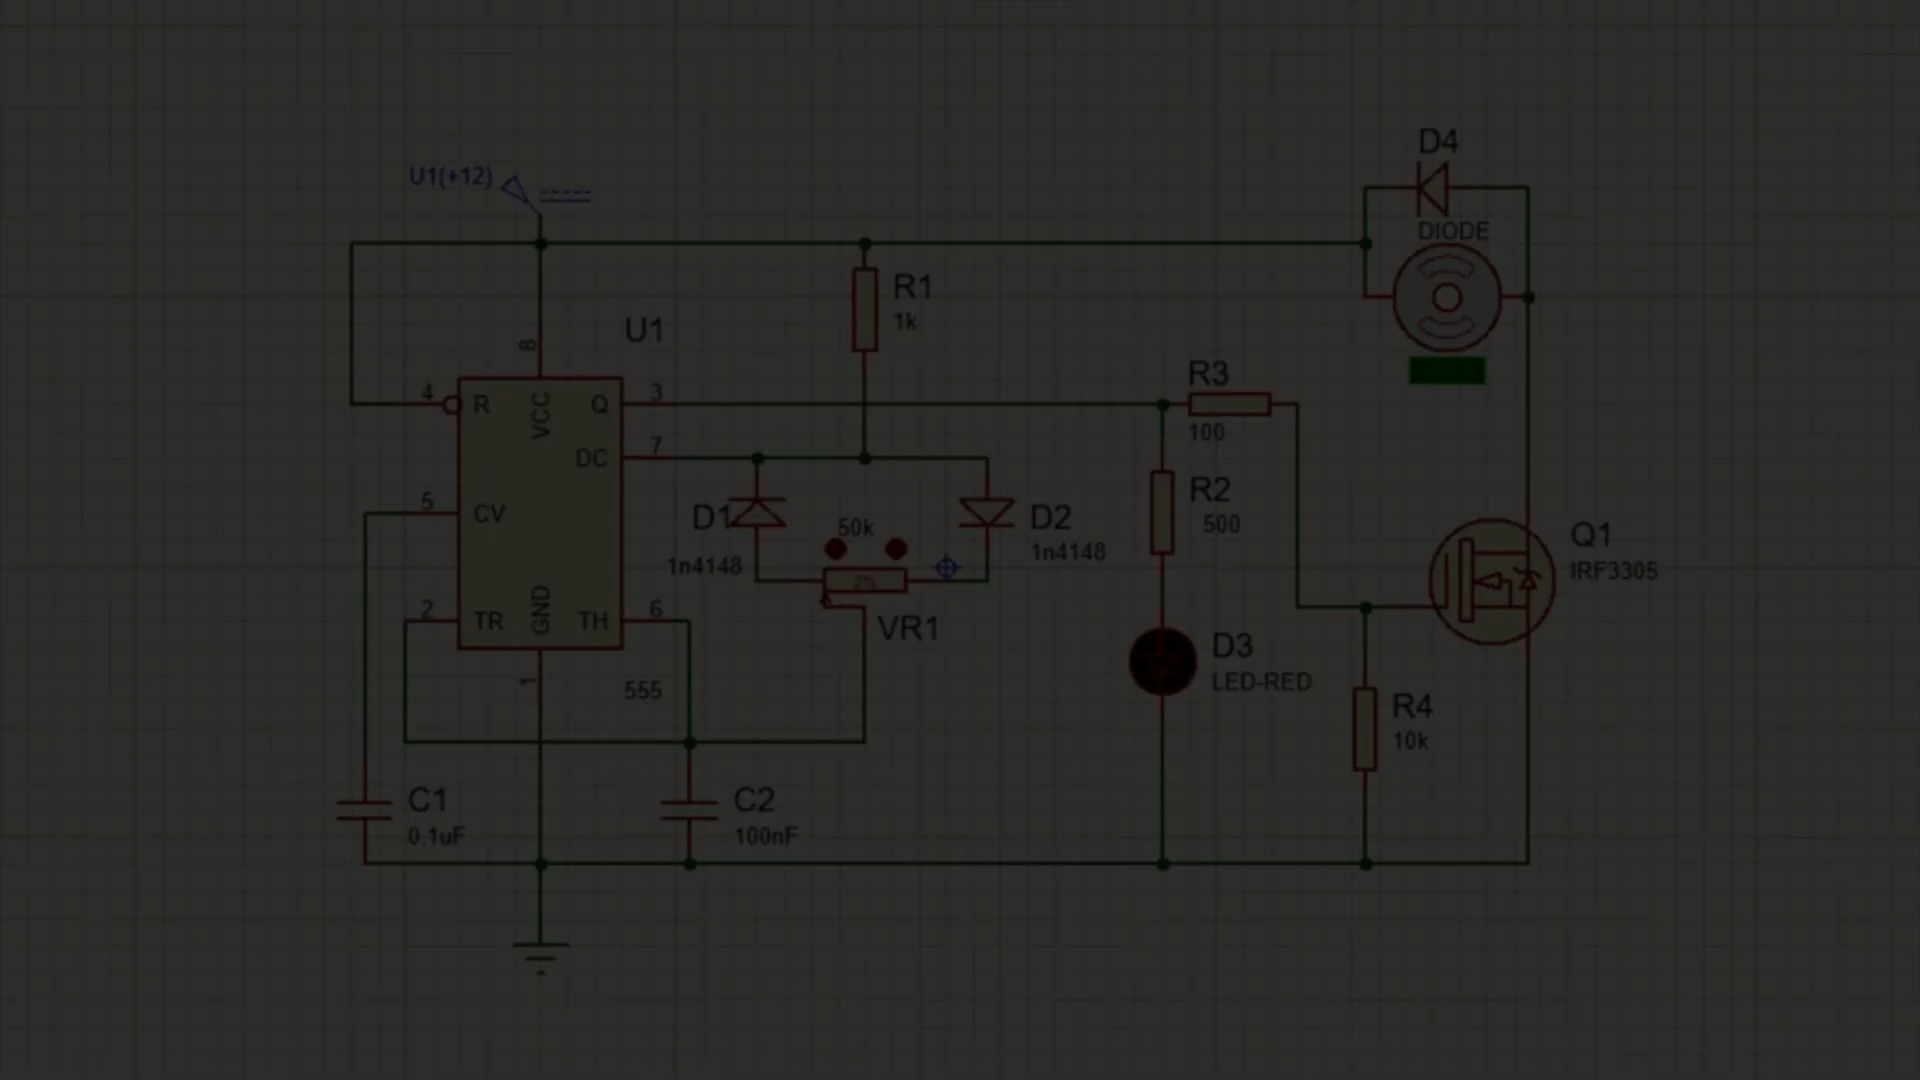 D4
U1(+12)
DIODE
R1
1k
U1
8
R3
4
R
VCC
Q
3
100
DC
7
R2
500
5
CV
D1
50k
D2
Q1
1n4148
1n4148
IRF3305
2%
2
TR
GND
TH
6
VR1
D3
LED-RED
1
555
R4
10k
C1
0.1uF
C2
100nF